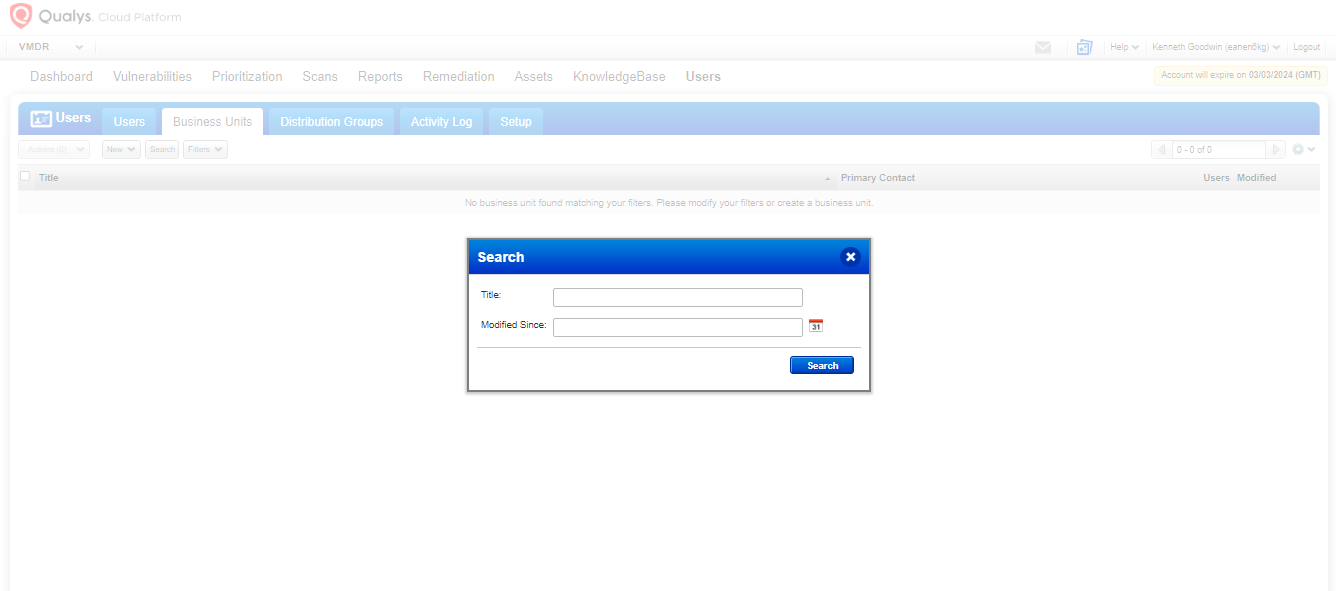 Qualys. Cloud Platform
VMDR
Help Kenneth Goodwin (eanen6kg) Logout
Dashboard Vulnerabilities Prioritization Scans Reports Remediation Assets KnowledgeBase Users
Account will expire on 03/03/2024 (GMT)
Users Users Business Units Distribution Groups Activity Log Setup
Actions (0) New Search Filters 0 - 0 of 0
Title Primary Contact Users Modified
No business unit found matching your filters. Please modify your filters or create a business unit.
Search
Title:
Modified Since: 31
Search